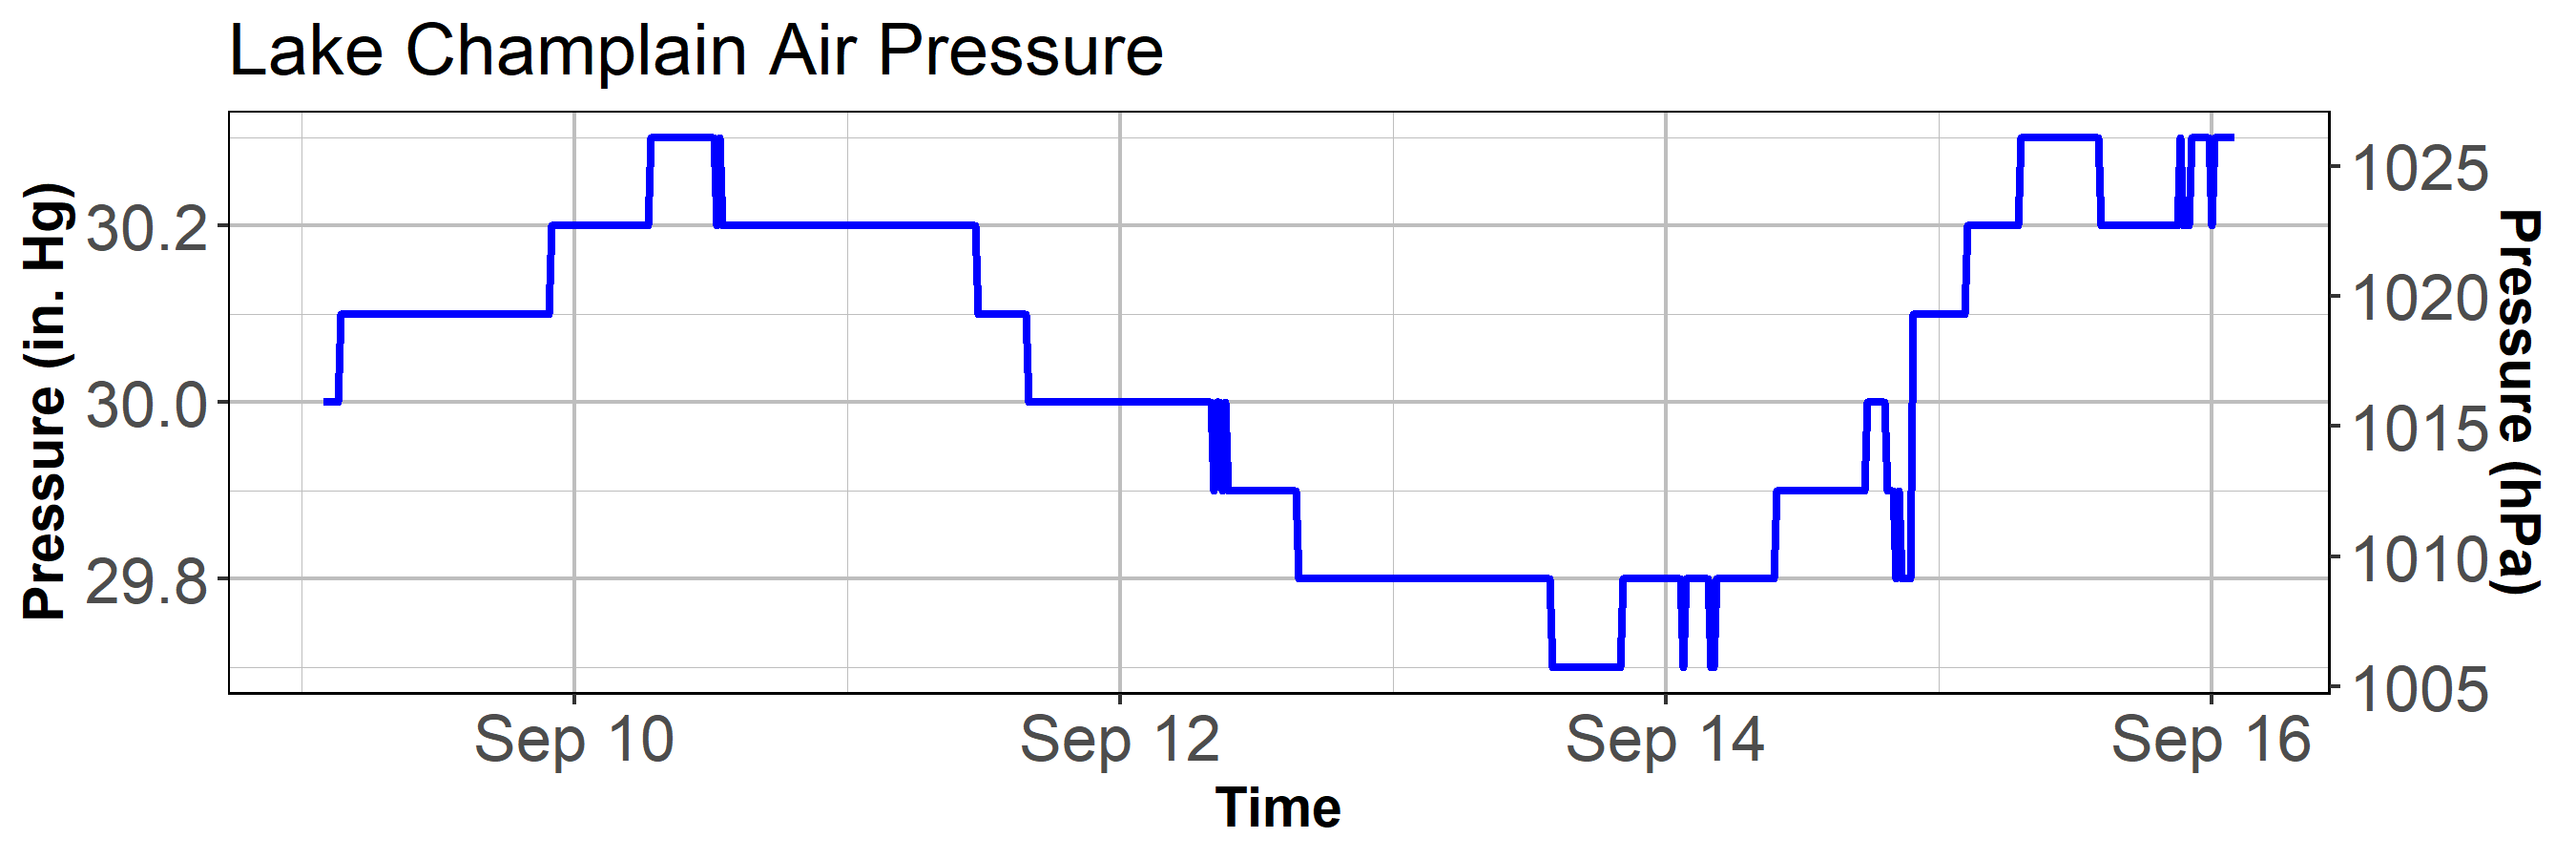 Lake Champlain Air Pressure
Pressure (in. Hg)
30.2
30.0
29.8
1025
1020
1015
1010
1005
Pressure (hPa)
Sep 10
Sep 12
Sep 14
Sep 16
Time